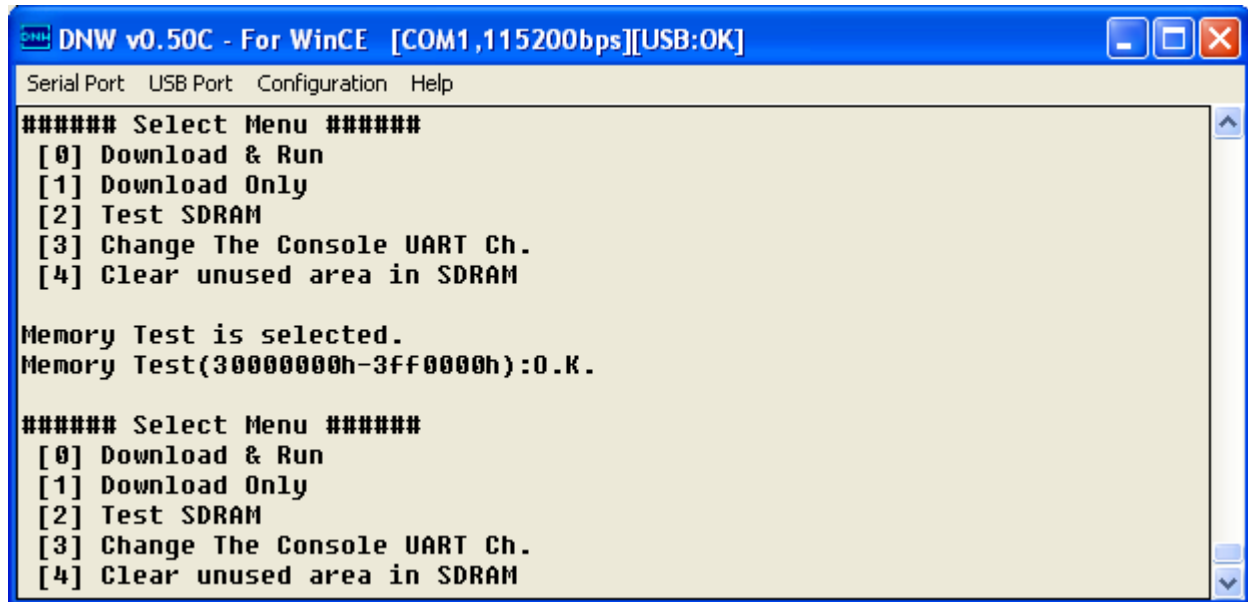 DNW v0.50C - For WinCE [COM1,115200bps][USB:OK]
Serial Port USB Port Configuration Help
###### Select Menu ######
[0] Download & Run
[1] Download Only
[2] Test SDRAM
[3] Change The Console UART Ch.
[4] Clear unused area in SDRAM
Memory Test is selected.
Memory Test(30000000h-3ff0000h):O.K.
###### Select Menu ######
[0] Download & Run
[1] Download Only
[2] Test SDRAM
[3] Change The Console UART Ch.
[4] Clear unused area in SDRAM